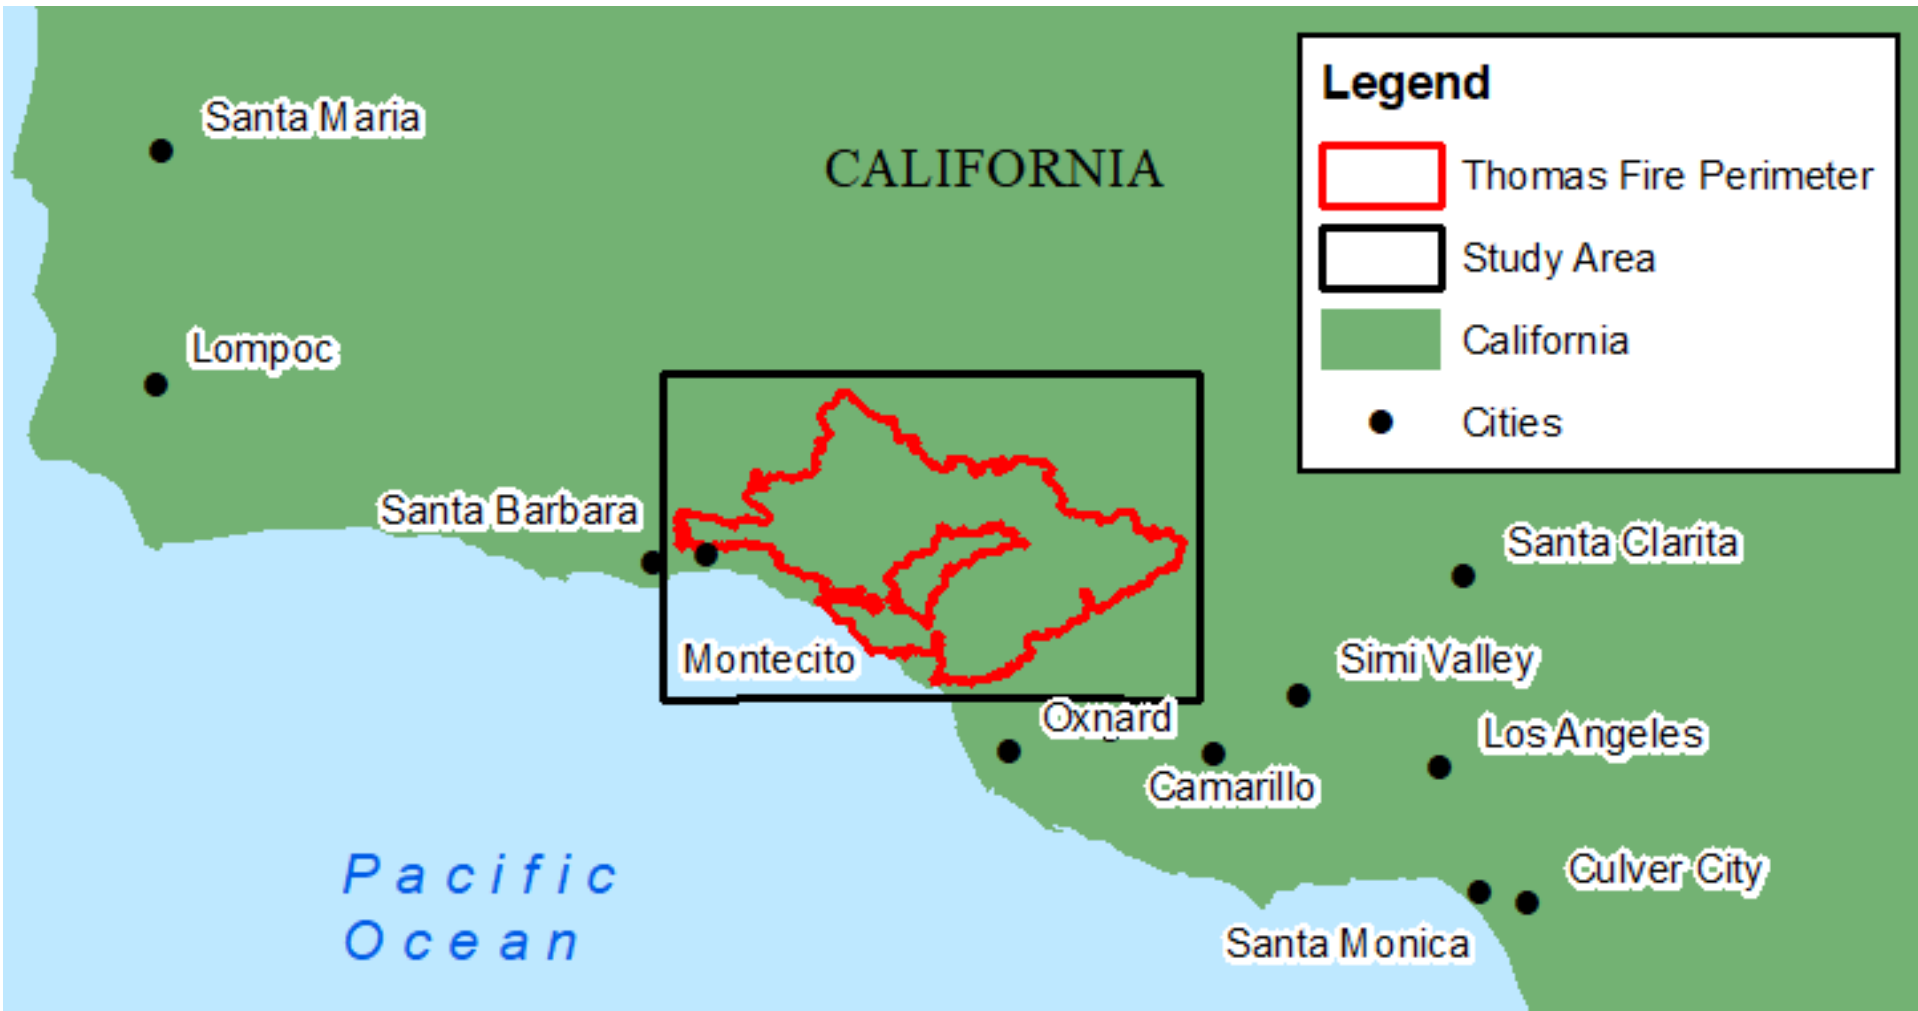 Santa Maria
CALIFORNIA
Legend
Thomas Fire Perimeter
Study Area
California
Cities
Lompoc
Santa Barbara
Montecito
Santa Clarita
Simi Valley
Oxnard
Los Angeles
Camarillo
Culver City
Santa Monica
Pacific
Ocean